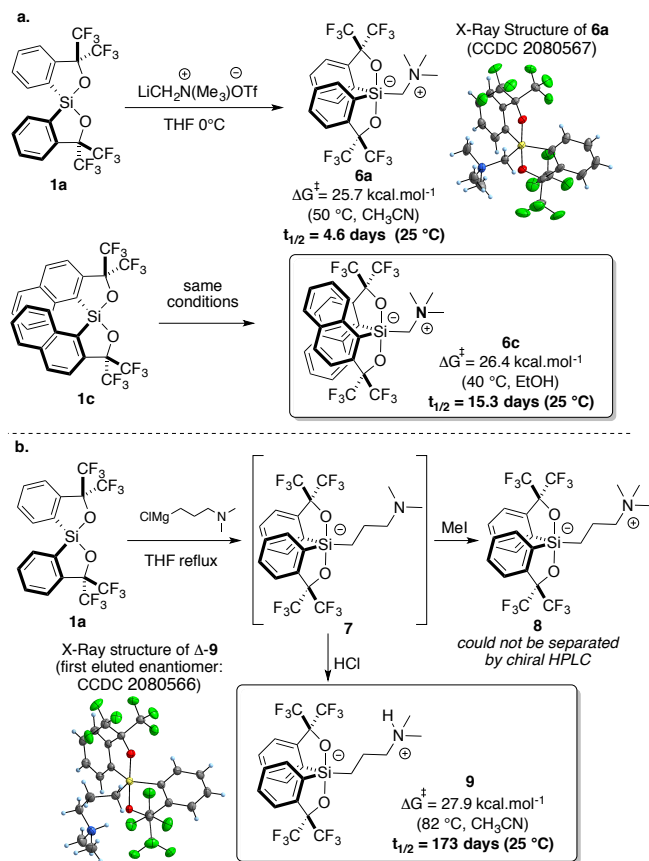 a.
CF3
CF3
O
Si
O
CF3
CF3
1a
LiCH2N(Me3)OTf
⊕ ⊖
THF 0°C
F3C CF3
O
⊖
Si
N
⊕
O
F3C CF3
6a
ΔG‡= 25.7 kcal.mol-1
(50 °C, CH3CN)
t1/2 = 4.6 days (25 °C)
X-Ray Structure of 6a
(CCDC 2080567)
CF3
CF3
O
Si
O
CF3
CF3
1c
same
conditions
F3C CF3
O
⊖
Si
N
⊕
O
F3C CF3
6c
ΔG‡= 26.4 kcal.mol-1
(40 °C, EtOH)
t1/2 = 15.3 days (25 °C)
b.
CF3
CF3
O
Si
O
CF3
CF3
1a
ClMg N
THF reflux
F3C CF3
O
⊖
Si
N
O
F3C CF3
7
MeI
F3C CF3
O
⊖
Si
N
⊕
O
F3C CF3
8
could not be separated
by chiral HPLC
HCl
X-Ray structure of Δ-9
(first eluted enantiomer:
CCDC 2080566)
F3C CF3
O
⊖
Si
H
N
⊕
O
F3C CF3
9
ΔG‡= 27.9 kcal.mol-1
(82 °C, CH3CN)
t1/2 = 173 days (25 °C)